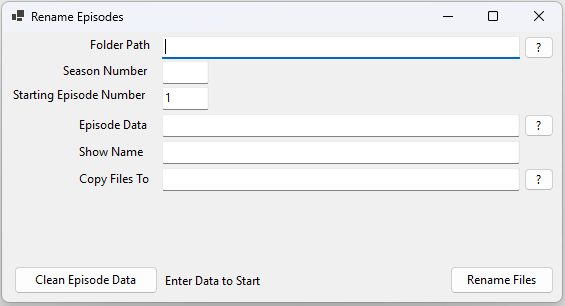 Rename Episodes
Folder Path ?
Season Number
Starting Episode Number 1
Episode Data ?
Show Name
Copy Files To ?
Clean Episode Data Enter Data to Start Rename Files